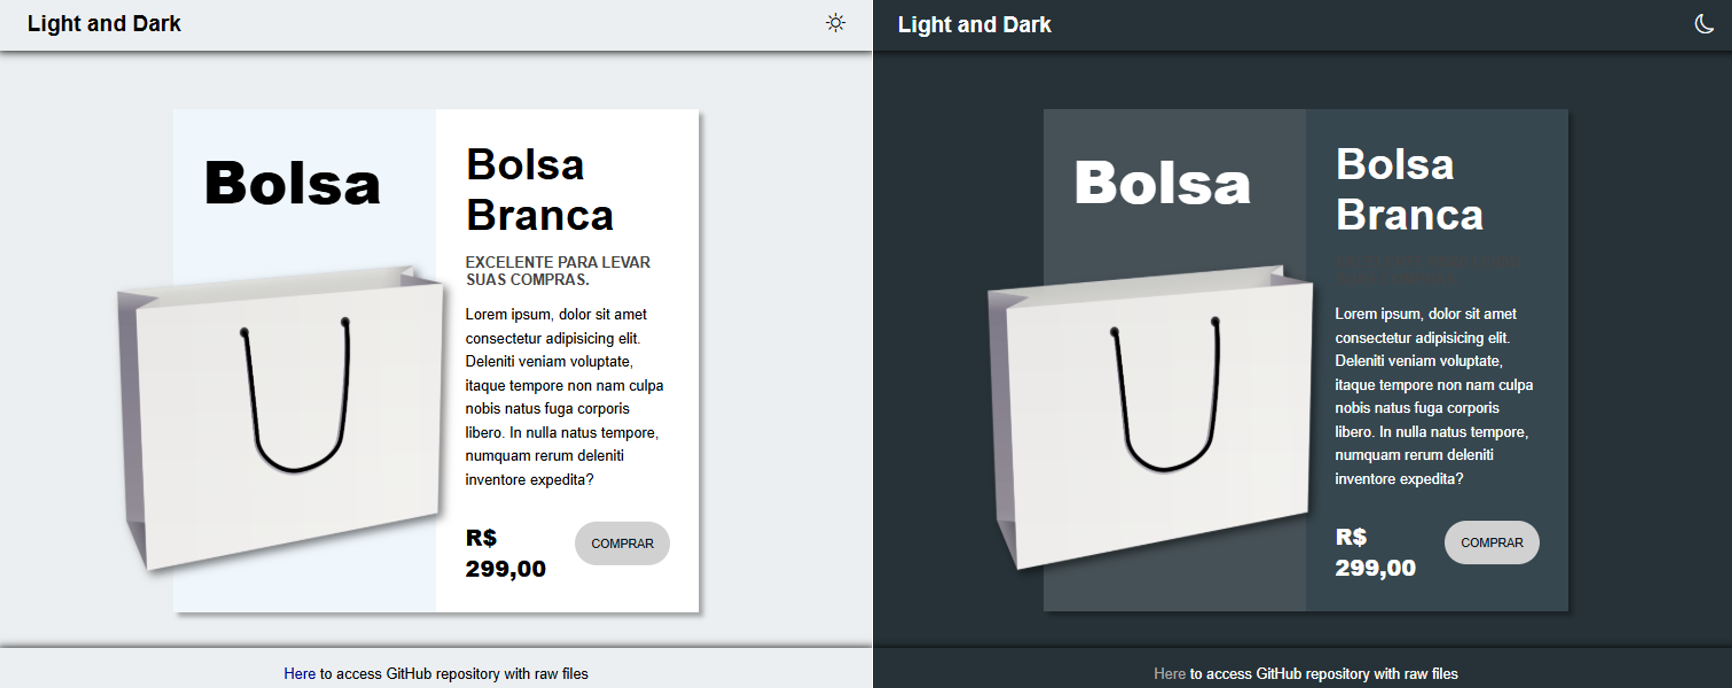 Light and Dark
Bolsa
Bolsa
Branca
EXCELENTE PARA LEVAR
SUAS COMPRAS.
Lorem ipsum, dolor sit amet
consectetur adipisicing elit.
Deleniti veniam voluptate,
itaque tempore non nam culpa
nobis natus fuga corporis
libero. In nulla natus tempore,
numquam rerum deleniti
inventore expedita?
R$
299,00
COMPRAR
Here to access GitHub repository with raw files
Light and Dark
Bolsa
Bolsa
Branca
Lorem ipsum, dolor sit amet
consectetur adipisicing elit.
Deleniti veniam voluptate,
itaque tempore non nam culpa
nobis natus fuga corporis
libero. In nulla natus tempore,
numquam rerum deleniti
inventore expedita?
R$
299,00
COMPRAR
Here to access GitHub repository with raw files